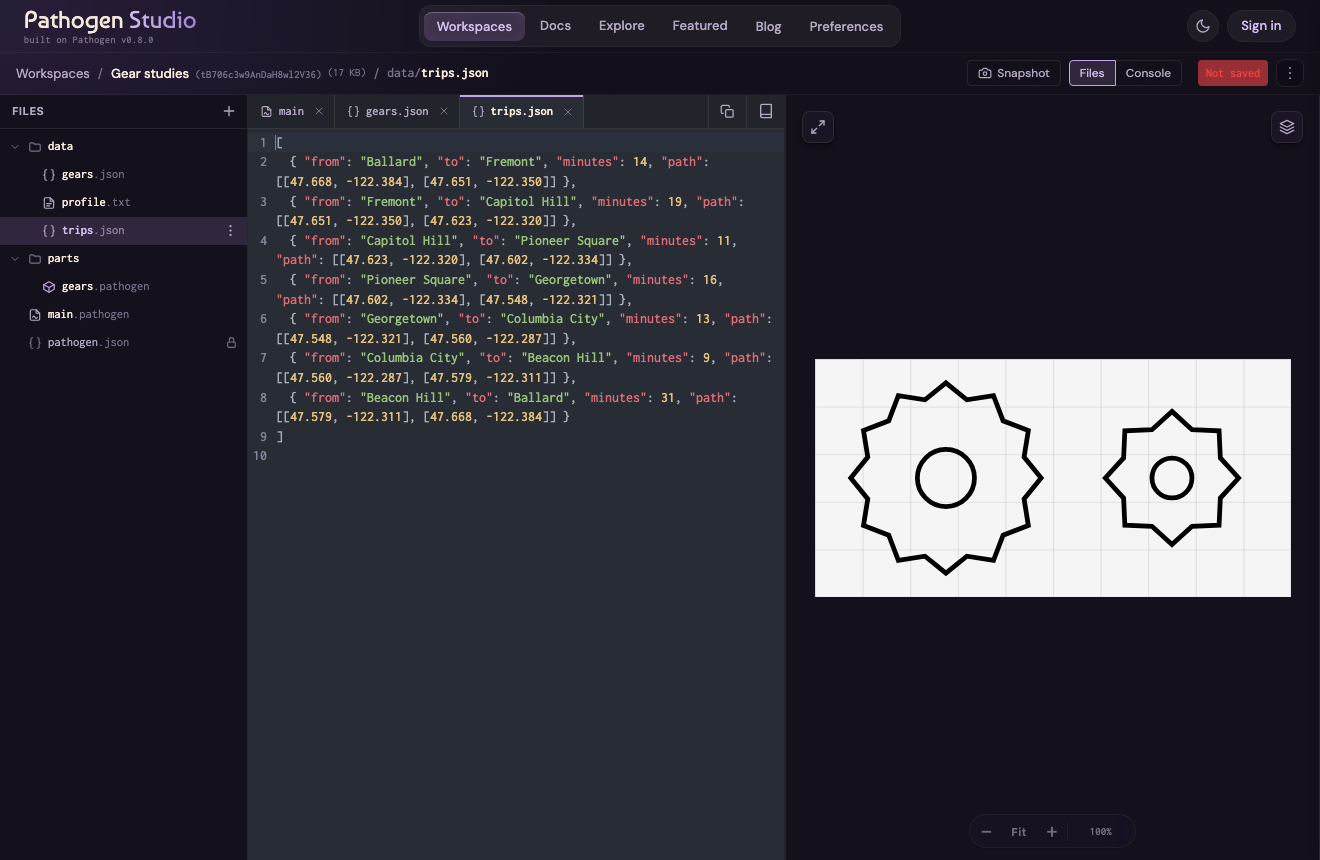 Pathogen Studio
built on Pathogen v0.8.0
Workspaces Docs Explore Featured Blog Preferences
Sign in
Workspaces / Gear studies (tB706c3w9AnDaH8wl2V36) (17 KB) / data/trips.json
Snapshot Files Console Not saved
FILES
main gears.json trips.json
data
gears.json
profile.txt
trips.json
parts
gears.pathogen
main.pathogen
pathogen.json
1 [
2 { "from": "Ballard", "to": "Fremont", "minutes": 14, "path":
[[47.668, -122.384], [47.651, -122.350]] },
3 { "from": "Fremont", "to": "Capitol Hill", "minutes": 19, "path":
[[47.651, -122.350], [47.623, -122.320]] },
4 { "from": "Capitol Hill", "to": "Pioneer Square", "minutes": 11,
"path": [[47.623, -122.320], [47.602, -122.334]] },
5 { "from": "Pioneer Square", "to": "Georgetown", "minutes": 16,
"path": [[47.602, -122.334], [47.548, -122.321]] },
6 { "from": "Georgetown", "to": "Columbia City", "minutes": 13, "path":
[[47.548, -122.321], [47.560, -122.287]] },
7 { "from": "Columbia City", "to": "Beacon Hill", "minutes": 9, "path":
[[47.560, -122.287], [47.579, -122.311]] },
8 { "from": "Beacon Hill", "to": "Ballard", "minutes": 31, "path":
[[47.579, -122.311], [47.668, -122.384]] }
9 ]
10
Fit 100%